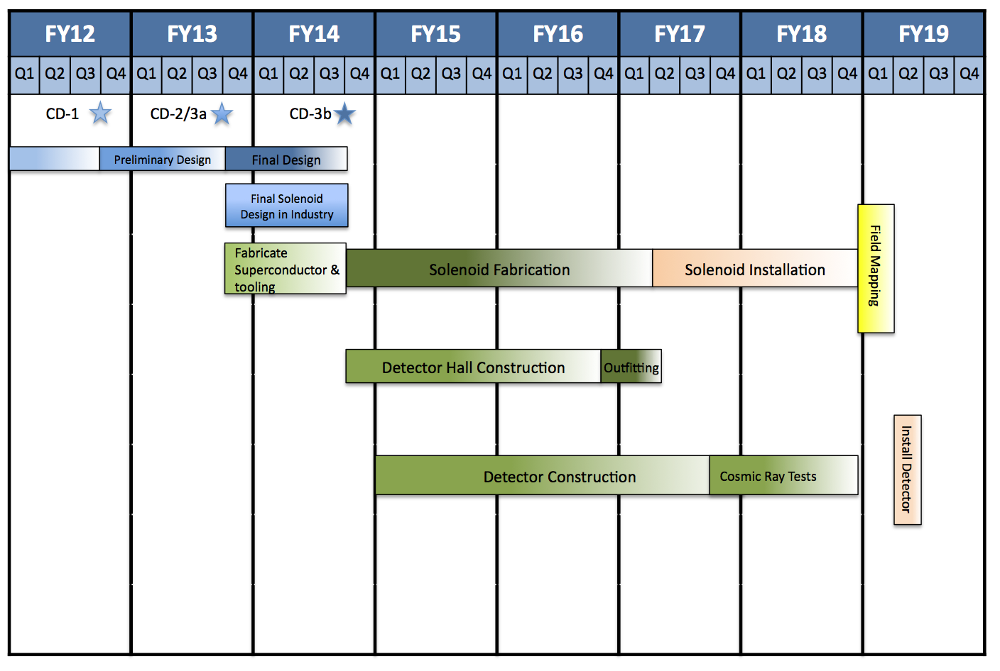 FY12 FY13 FY14 FY15 FY16 FY17 FY18 FY19
Q1 Q2 Q3 Q4 Q1 Q2 Q3 Q4 Q1 Q2 Q3 Q4 Q1 Q2 Q3 Q4 Q1 Q2 Q3 Q4 Q1 Q2 Q3 Q4 Q1 Q2 Q3 Q4 Q1 Q2 Q3 Q4
CD-1 CD-2/3a CD-3b
Preliminary Design Final Design
Final Solenoid
Design in Industry
Fabricate
Superconductor &
tooling
Solenoid Fabrication Solenoid Installation
Field Mapping
Detector Hall Construction Outfitting
Detector Construction Cosmic Ray Tests
Install Detector